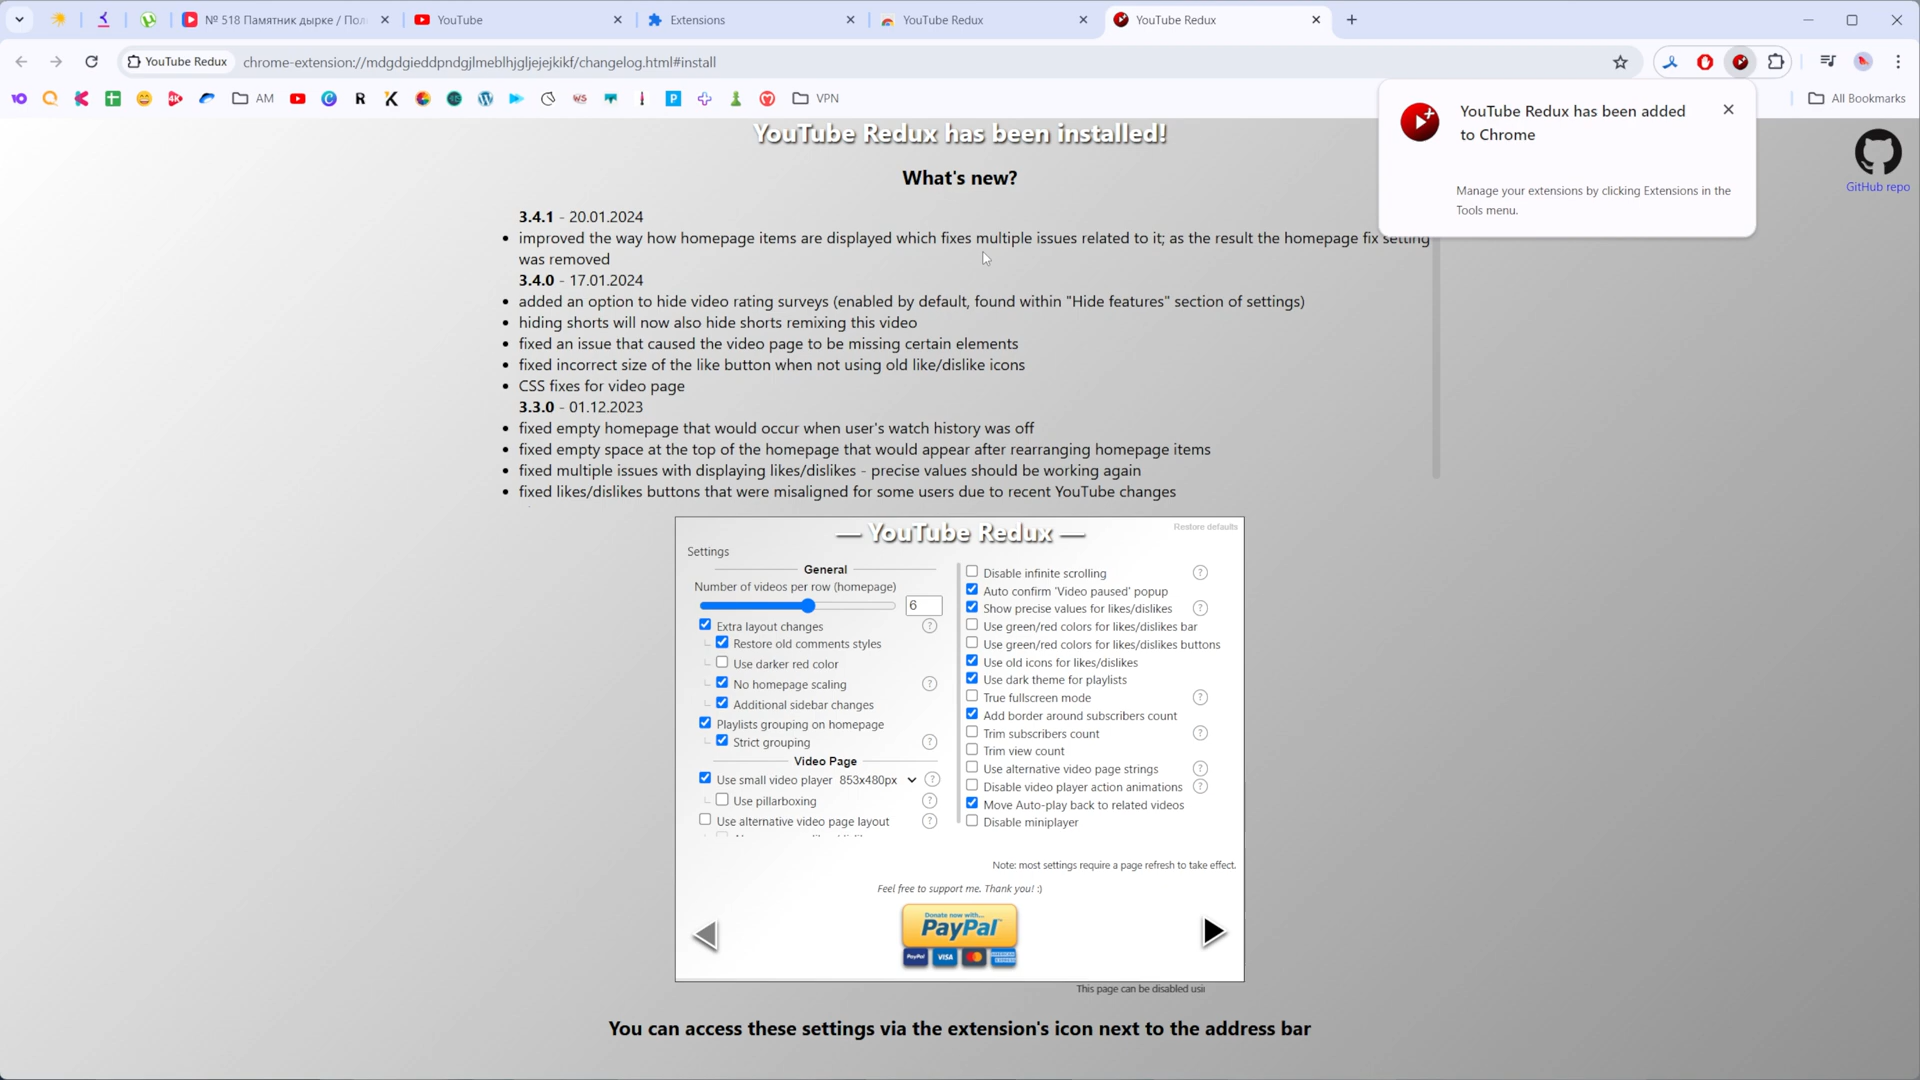 № 518 Памятник дырке / Пол
YouTube
Extensions
YouTube Redux
YouTube Redux
YouTube Redux
chrome-extension://mdgdgieddpndgjlmeblhjgljejejkikf/changelog.html#install
AM
VPN
All Bookmarks
YouTube Redux has been added
to Chrome
Manage your extensions by clicking Extensions in the
Tools menu.
GitHub repo
YouTube Redux has been installed!
What's new?
3.4.1 - 20.01.2024
improved the way how homepage items are displayed which fixes multiple issues related to it; as the result the homepage fix setting
was removed
3.4.0 - 17.01.2024
added an option to hide video rating surveys (enabled by default, found within "Hide features" section of settings)
hiding shorts will now also hide shorts remixing this video
fixed an issue that caused the video page to be missing certain elements
fixed incorrect size of the like button when not using old like/dislike icons
CSS fixes for video page
3.3.0 - 01.12.2023
fixed empty homepage that would occur when user's watch history was off
fixed empty space at the top of the homepage that would appear after rearranging homepage items
fixed multiple issues with displaying likes/dislikes - precise values should be working again
fixed likes/dislikes buttons that were misaligned for some users due to recent YouTube changes
— YouTube Redux —
Restore defaults
Settings
General
Number of videos per row (homepage)
6
Extra layout changes
Restore old comments styles
Use darker red color
No homepage scaling
Additional sidebar changes
Playlists grouping on homepage
Strict grouping
Video Page
Use small video player 853x480px
Use pillarboxing
Use alternative video page layout
Disable infinite scrolling
Auto confirm 'Video paused' popup
Show precise values for likes/dislikes
Use green/red colors for likes/dislikes bar
Use green/red colors for likes/dislikes buttons
Use old icons for likes/dislikes
Use dark theme for playlists
True fullscreen mode
Add border around subscribers count
Trim subscribers count
Trim view count
Use alternative video page strings
Disable video player action animations
Move Auto-play back to related videos
Disable miniplayer
Note: most settings require a page refresh to take effect.
Feel free to support me. Thank you! :)
Donate now with...
PayPal
PayPal VISA
This page can be disabled usi
You can access these settings via the extension's icon next to the address bar